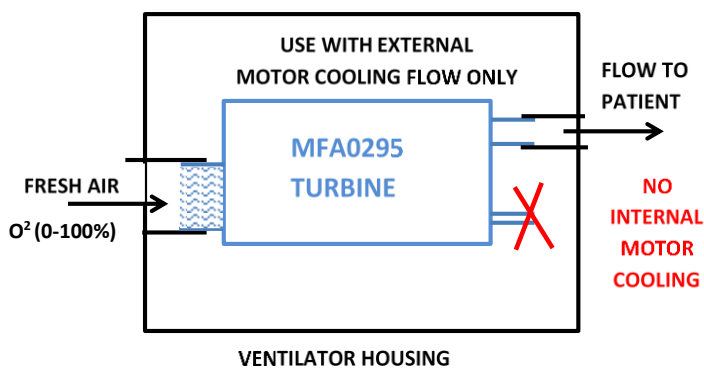 USE WITH EXTERNAL
MOTOR COOLING FLOW ONLY
FLOW TO
PATIENT
MFA0295
TURBINE
FRESH AIR
O² (0-100%)
NO
INTERNAL
MOTOR
COOLING
VENTILATOR HOUSING